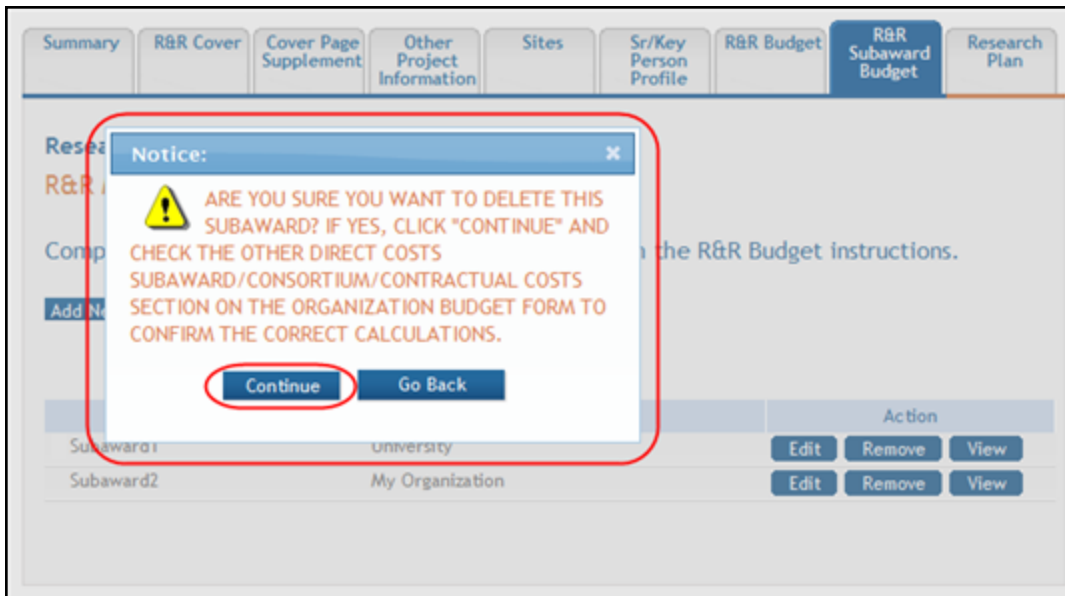 Summary
R&R Cover
Cover Page
Supplement
Other
Project
Information
Sites
Sr/Key
Person
Profile
R&R Budget
R&R
Subaward
Budget
Research
Plan
Notice:
R&R
ARE YOU SURE YOU WANT TO DELETE THIS
SUBAWARD? IF YES, CLICK "CONTINUE" AND
CHECK THE OTHER DIRECT COSTS
SUBAWARD/CONSORTIUM/CONTRACTUAL COSTS
SECTION ON THE ORGANIZATION BUDGET FORM TO
CONFIRM THE CORRECT CALCULATIONS.
the R&R Budget instructions.
Add
Continue Go Back
Action
Subaward1 University Edit Remove View
Subaward2 My Organization Edit Remove View